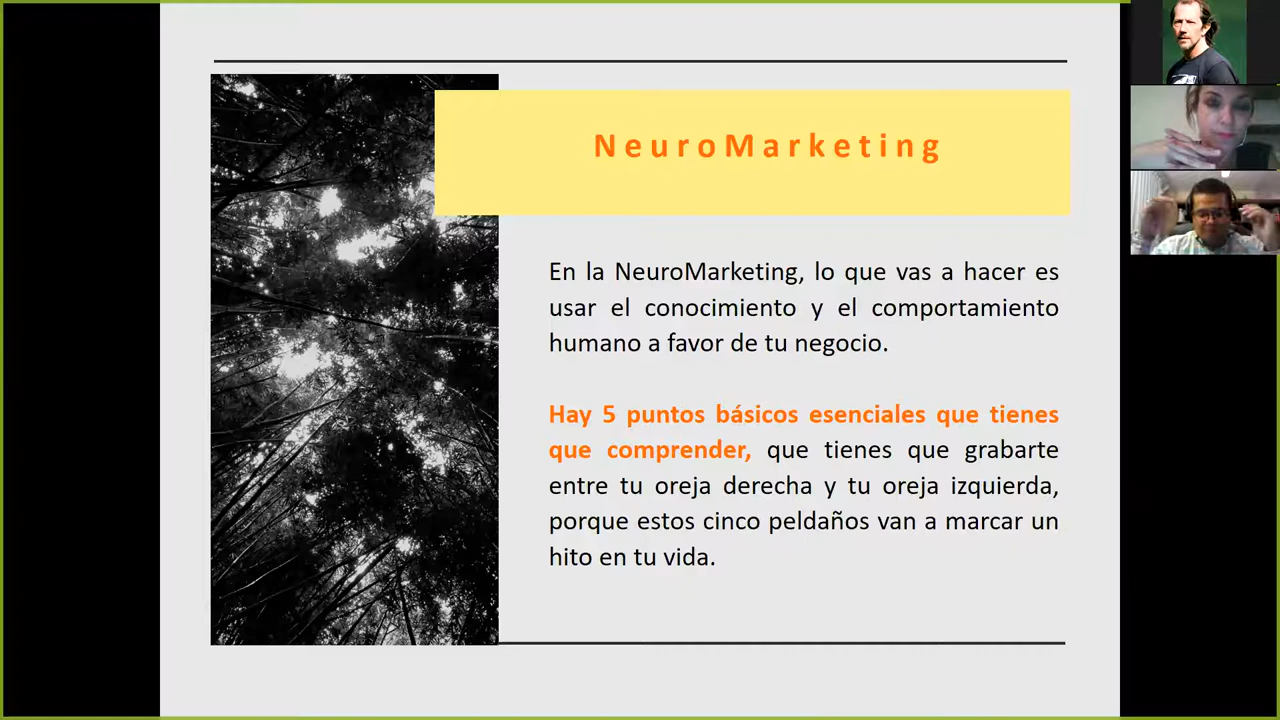 NeuroMarketing
En la NeuroMarketing, lo que vas a hacer es
usar el conocimiento y el comportamiento
humano a favor de tu negocio.
Hay 5 puntos básicos esenciales que tienes
que comprender, que tienes que grabarte
entre tu oreja derecha y tu oreja izquierda,
porque estos cinco peldaños van a marcar un
hito en tu vida.